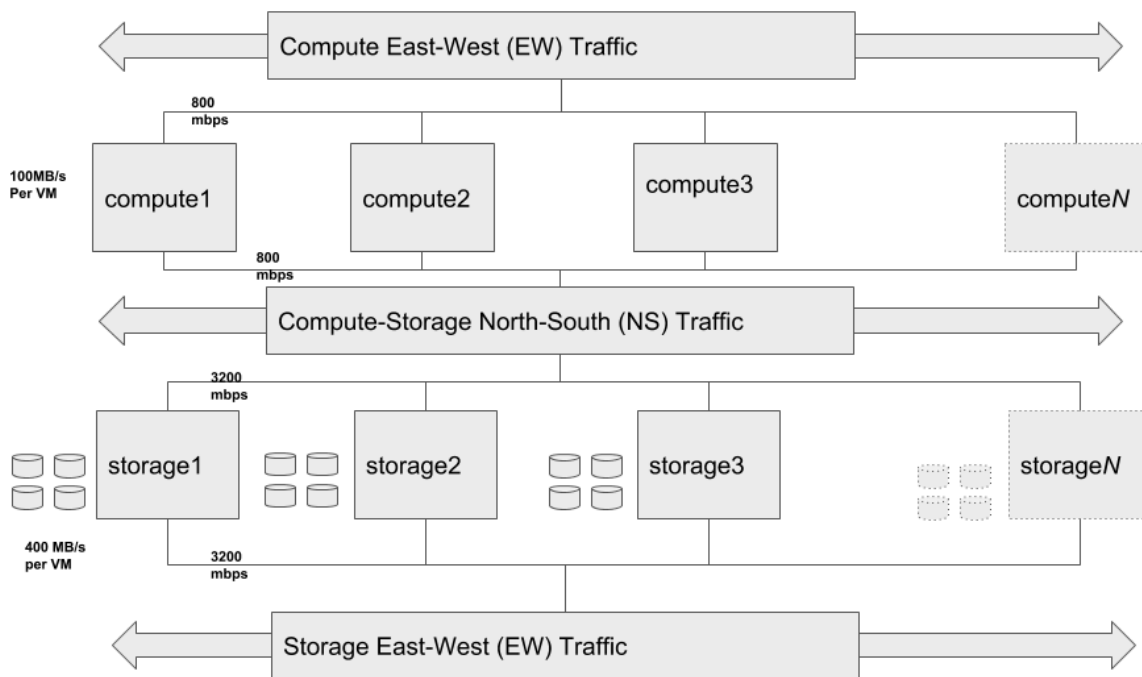 Compute East-West (EW) Traffic
800
mbps
100MB/s
Per VM
compute1
compute2
compute3
computeN
800
mbps
Compute-Storage North-South (NS) Traffic
3200
mbps
storage1
storage2
storage3
storageN
400 MB/s
per VM
3200
mbps
Storage East-West (EW) Traffic